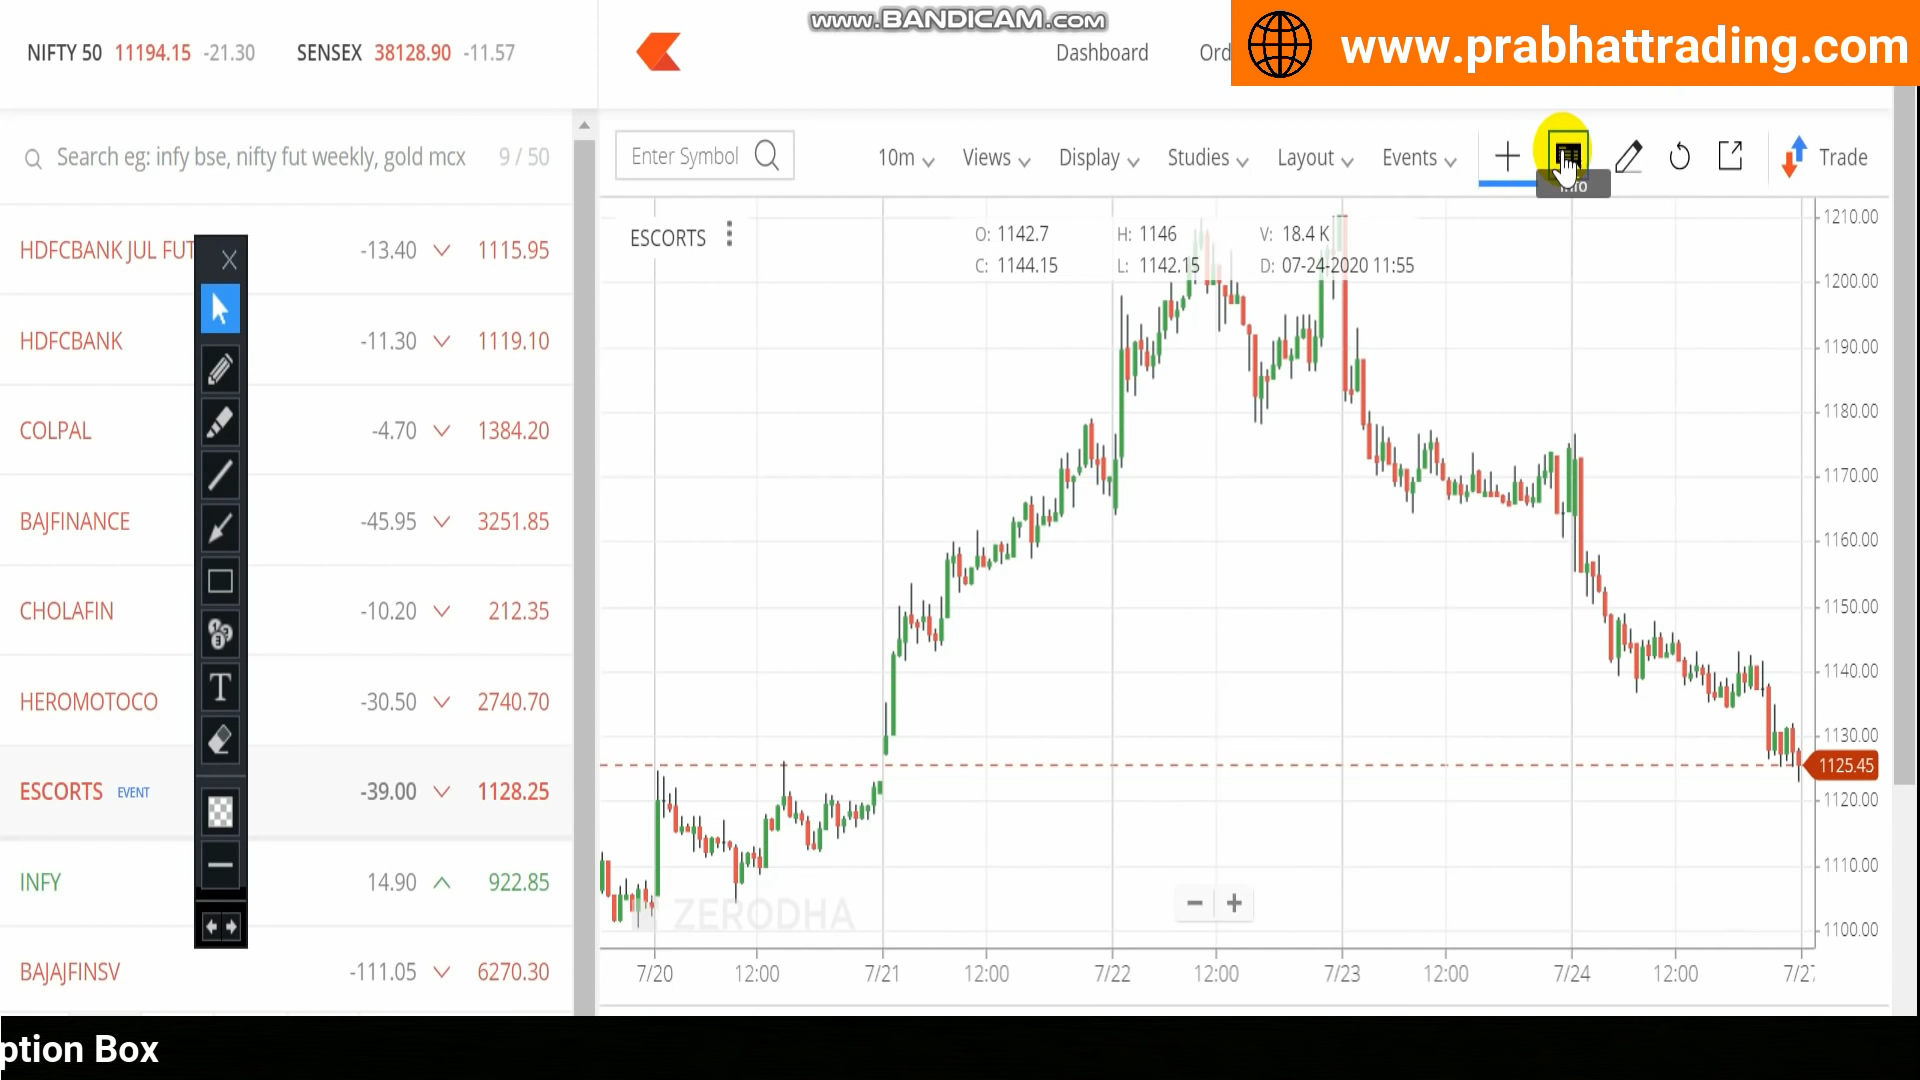 www.BANDICAM.com
www.prabhattrading.com
NIFTY 50 11194.15 -21.30 SENSEX 38128.90 -11.57
Dashboard Ord
Search eg: infy bse, nifty fut weekly, gold mcx 9 / 50
Enter Symbol 10m Views Display Studies Layout Events Trade
Info
HDFCBANK JUL FUT -13.40 1115.95
HDFCBANK -11.30 1119.10
COLPAL -4.70 1384.20
BAJFINANCE -45.95 3251.85
CHOLAFIN -10.20 212.35
HEROMOTOCO -30.50 2740.70
ESCORTS EVENT -39.00 1128.25
INFY 14.90 922.85
BAJAJFINSV -111.05 6270.30
T
ESCORTS
O: 1142.7 H: 1146 V: 18.4 K
C: 1144.15 L: 1142.15 D: 07-24-2020 11:55
1210.00
1200.00
1190.00
1180.00
1170.00
1160.00
1150.00
1140.00
1130.00
1125.45
1120.00
1110.00
1100.00
ZERODHA
7/20 12:00 7/21 12:00 7/22 12:00 7/23 12:00 7/24 12:00 7/27
ption Box